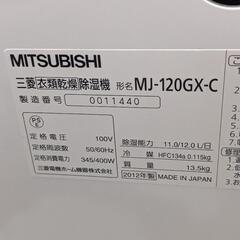 MITSUBISHI
三菱衣類乾燥除湿機 形名 MJ-120GX-C
製造番号 0011440
PS
E
定格電圧 100V
定格周波数 50/60Hz
定格消費電力 345/400W
三菱電機ホーム機器株式会社
除湿能力 11.0/12.0 L/日
冷媒 HFC134a 0.115kg
質量 13.5kg
2012年製 MADE IN JAPAN